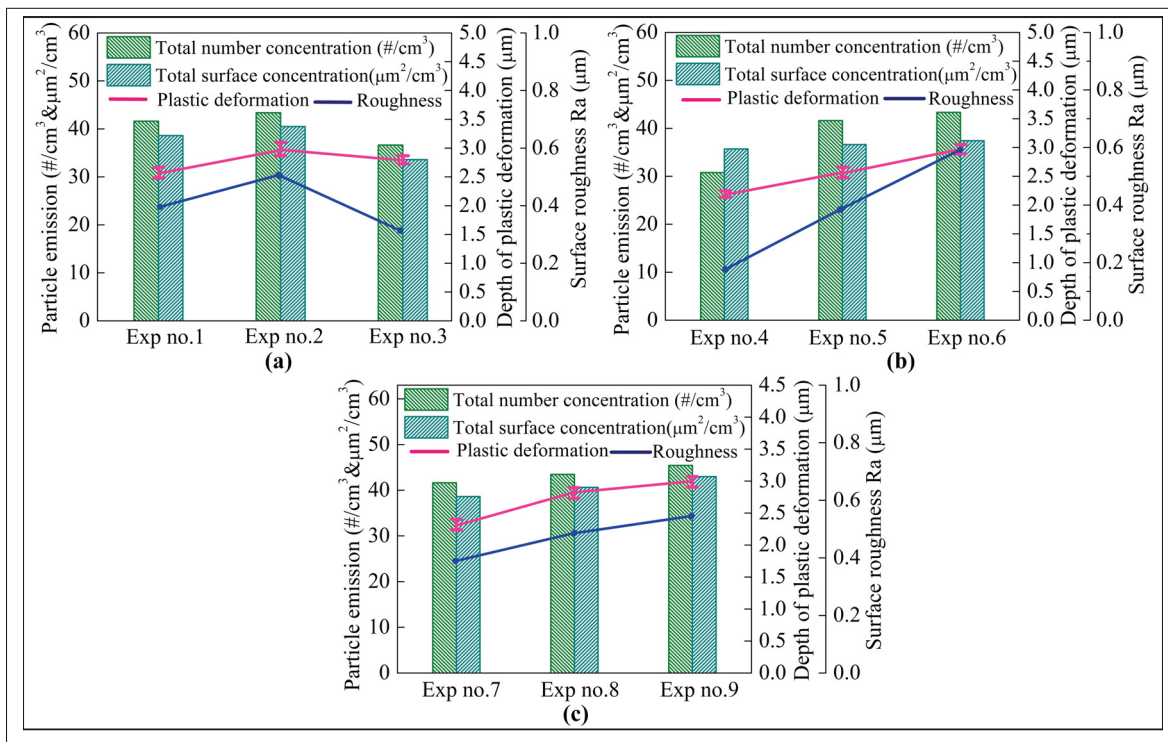 Particle emission (#/cm³&µm²/cm³)
60
50
40
30
20
10
0
Total number concentration (#/cm³)
Total surface concentration(µm²/cm³)
Plastic deformation
Roughness
5.0
4.5
4.0
3.5
3.0
2.5
2.0
1.5
1.0
0.5
0.0
Depth of plastic deformation (µm)
1.0
0.8
0.6
0.4
0.2
0.0
Surface roughness Ra (µm)
Exp no.1 Exp no.2 Exp no.3
(a)
Particle emission (#/cm³&µm²/cm³)
60
50
40
30
20
10
0
Total number concentration (#/cm³)
Total surface concentration(µm²/cm³)
Plastic deformation
Roughness
5.0
4.5
4.0
3.5
3.0
2.5
2.0
1.5
1.0
0.5
0.0
Depth of plastic deformation (µm)
1.0
0.8
0.6
0.4
0.2
0.0
Surface roughness Ra (µm)
Exp no.4 Exp no.5 Exp no.6
(b)
Particle emission (#/cm³&µm²/cm³)
60
50
40
30
20
10
0
Total number concentration (#/cm³)
Total surface concentration(µm²/cm³)
Plastic deformation
Roughness
4.5
4.0
3.5
3.0
2.5
2.0
1.5
1.0
0.5
0.0
Depth of plastic deformation (µm)
1.0
0.8
0.6
0.4
0.2
0.0
Surface roughness Ra (µm)
Exp no.7 Exp no.8 Exp no.9
(c)